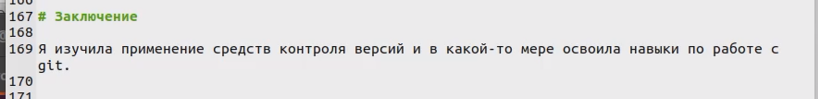 167 # Заключение
168
169 Я изучила применение средств контроля версий и в какой-то мере освоила навыки по работе с
git.
170
171